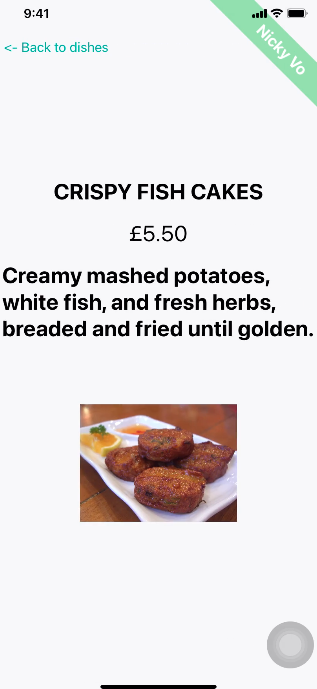 9:41
Nicky Vo
<- Back to dishes
CRISPY FISH CAKES
£5.50
Creamy mashed potatoes,
white fish, and fresh herbs,
breaded and fried until golden.